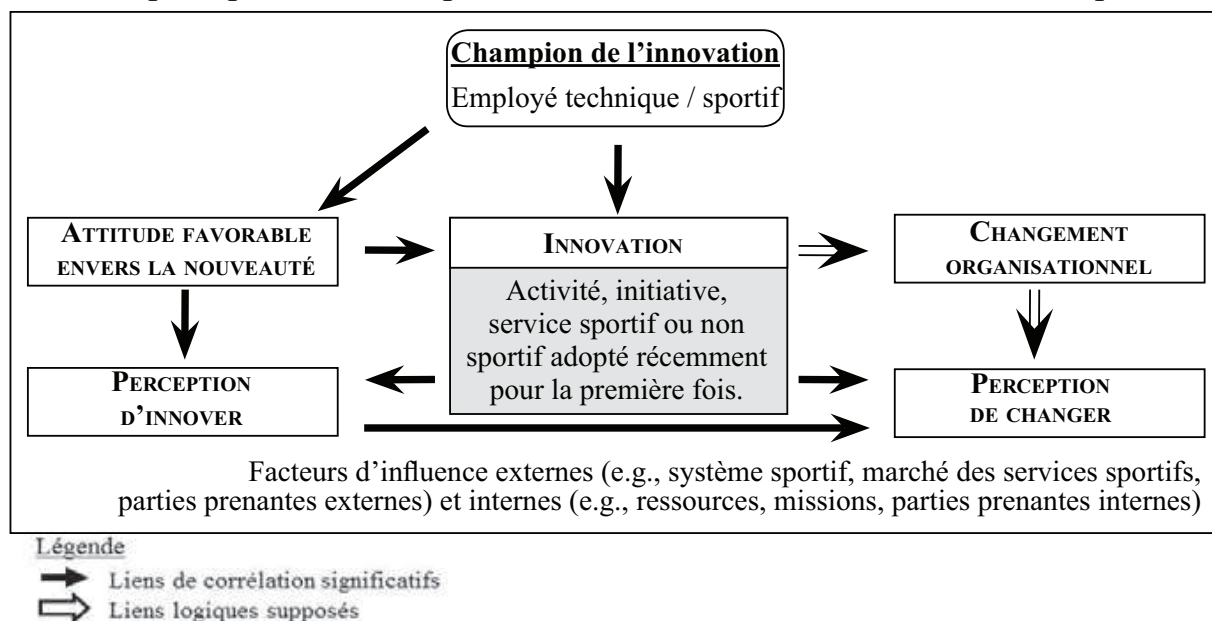 Champion de l'innovation
Employé technique / sportif
ATTITUDE FAVORABLE
ENVERS LA NOUVEAUTÉ
INNOVATION
CHANGEMENT
ORGANISATIONNEL
Activité, initiative,
service sportif ou non
sportif adopté récemment
pour la première fois.
PERCEPTION
D'INNOVER
PERCEPTION
DE CHANGER
Facteurs d'influence externes (e.g., système sportif, marché des services sportifs,
parties prenantes externes) et internes (e.g., ressources, missions, parties prenantes internes)
Légende
Liens de corrélation significatifs
Liens logiques supposés